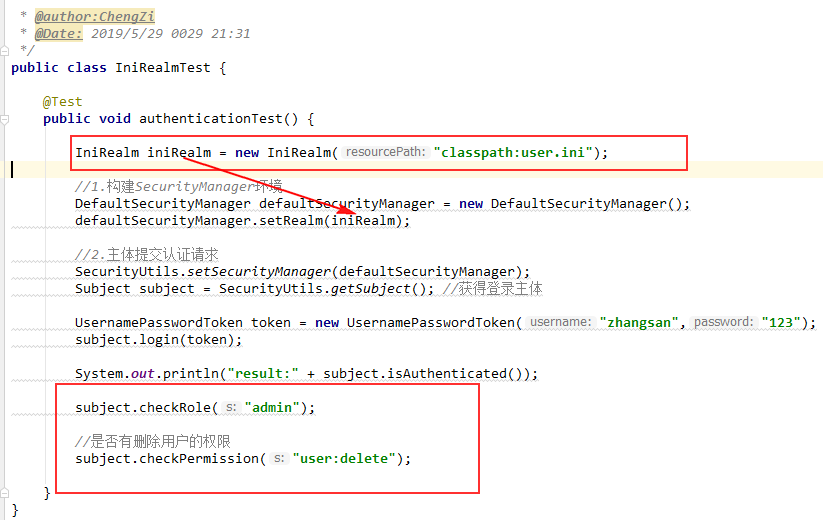 * @author:ChengZi
* @Date: 2019/5/29 0029 21:31
*/
public class IniRealmTest {
@Test
public void authenticationTest() {
IniRealm iniRealm = new IniRealm( resourcePath: "classpath:user.ini");
//1.构建SecurityManager环境
DefaultSecurityManager defaultSecurityManager = new DefaultSecurityManager();
defaultSecurityManager.setRealm(iniRealm);
//2.主体提交认证请求
SecurityUtils.setSecurityManager(defaultSecurityManager);
Subject subject = SecurityUtils.getSubject(); //获得登录主体
UsernamePasswordToken token = new UsernamePasswordToken( username: "zhangsan", password: "123");
subject.login(token);
System.out.println("result:" + subject.isAuthenticated());
subject.checkRole( s: "admin");
//是否有删除用户的权限
subject.checkPermission( s: "user:delete");
}
}